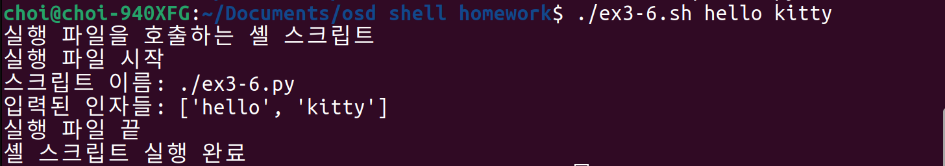 choi@choi-940XFG:~/Documents/osd shell homework$ ./ex3-6.sh hello kitty
실행 파일을 호출하는 셸 스크립트
실행 파일 시작
스크립트 이름: ./ex3-6.py
입력된 인자들: ['hello', 'kitty']
실행 파일 끝
셸 스크립트 실행 완료